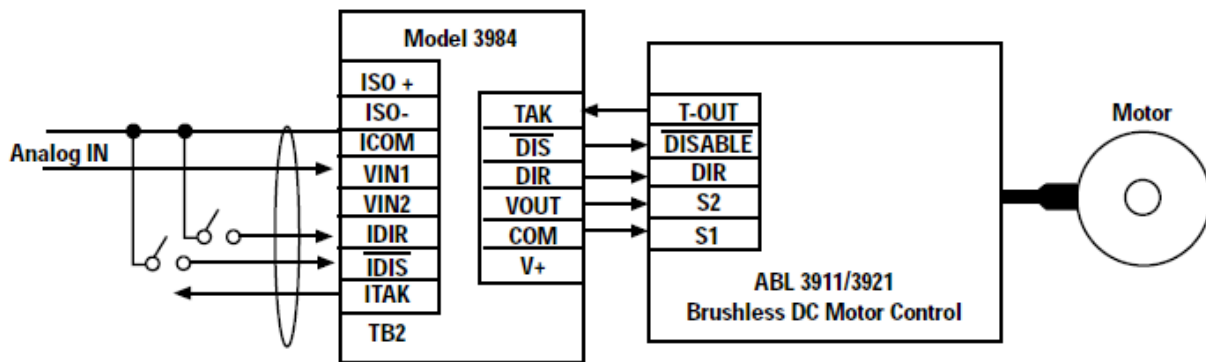 Model 3984
ISO +
ISO-
ICOM
VIN1
VIN2
IDIR
IDIS
ITAK
TB2
Analog IN
TAK
DIS
DIR
VOUT
COM
V+
T-OUT
DISABLE
DIR
S2
S1
ABL 3911/3921
Brushless DC Motor Control
Motor